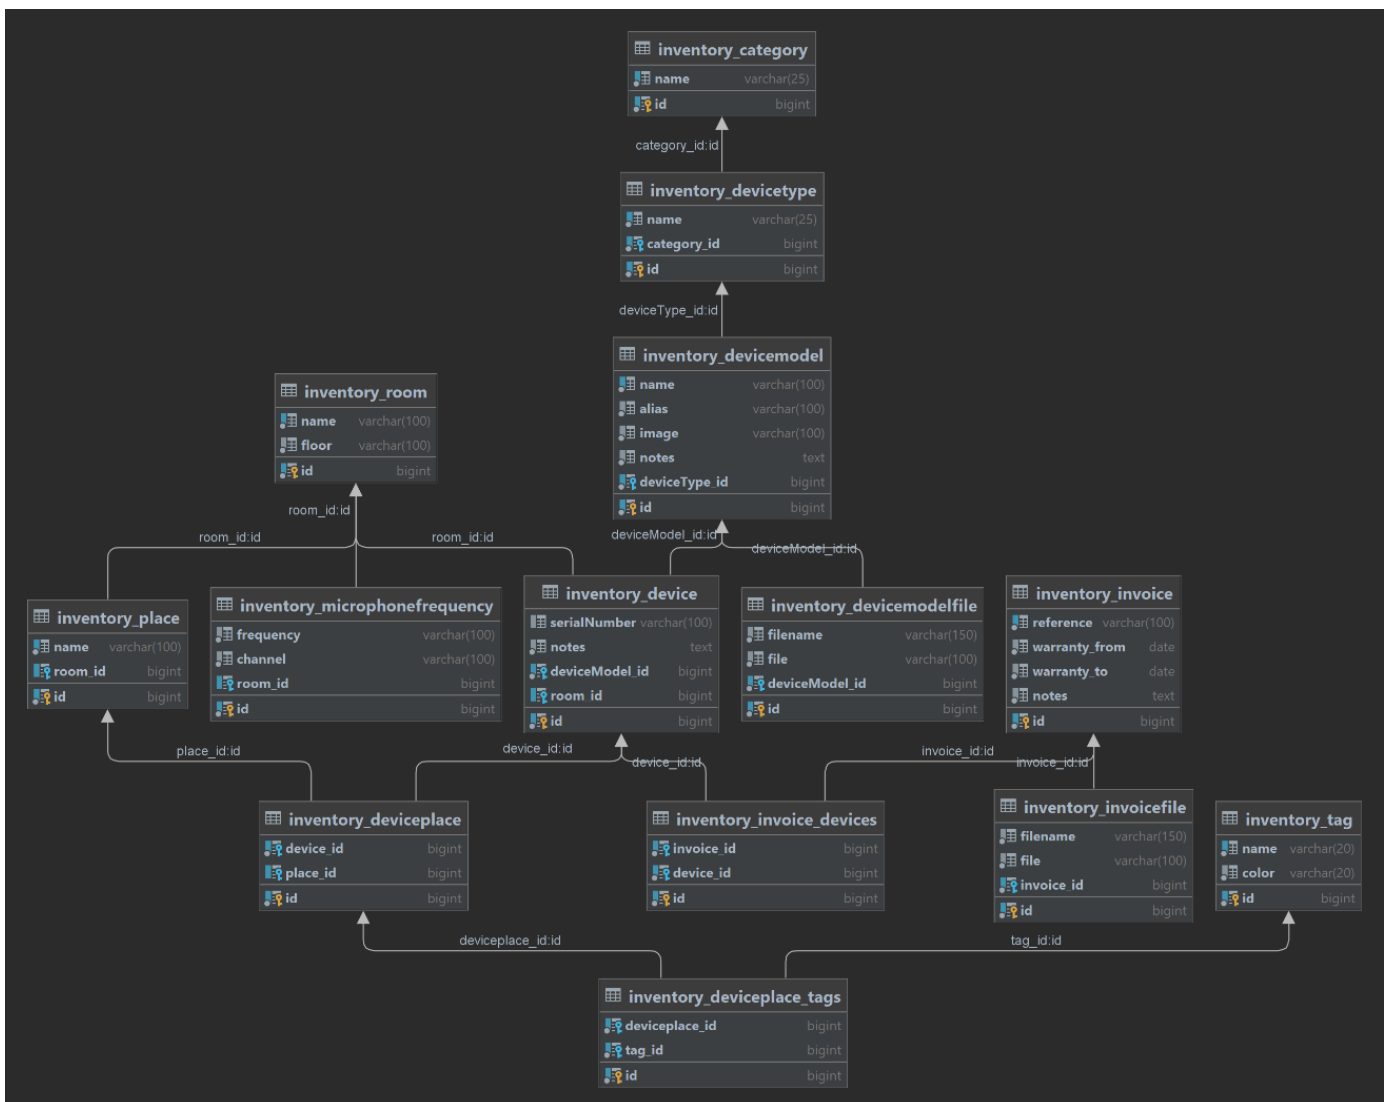 inventory_category
name varchar(25)
id bigint
category_id:id
inventory_devicetype
name varchar(25)
category_id bigint
id bigint
deviceType_id:id
inventory_devicemodel
name varchar(100)
alias varchar(100)
image varchar(100)
notes text
deviceType_id bigint
id bigint
inventory_room
name varchar(100)
floor varchar(100)
id bigint
room_id:id
room_id:id
room_id:id
deviceModel_id:id
deviceModel_id:id
inventory_place
name varchar(100)
room_id bigint
id bigint
inventory_microphonefrequency
frequency varchar(100)
channel varchar(100)
room_id bigint
id bigint
inventory_device
serialNumber varchar(100)
notes text
deviceModel_id bigint
room_id bigint
id bigint
inventory_devicemodelfile
filename varchar(150)
file varchar(100)
deviceModel_id bigint
id bigint
inventory_invoice
reference varchar(100)
warranty_from date
warranty_to date
notes text
id bigint
place_id:id
device_id:id
device_id:id
invoice_id:id
invoice_id:id
inventory_deviceplace
device_id bigint
place_id bigint
id bigint
inventory_invoice_devices
invoice_id bigint
device_id bigint
id bigint
inventory_invoicefile
filename varchar(150)
file varchar(100)
invoice_id bigint
id bigint
inventory_tag
name varchar(20)
color varchar(20)
id bigint
deviceplace_id:id
tag_id:id
inventory_deviceplace_tags
deviceplace_id bigint
tag_id bigint
id bigint